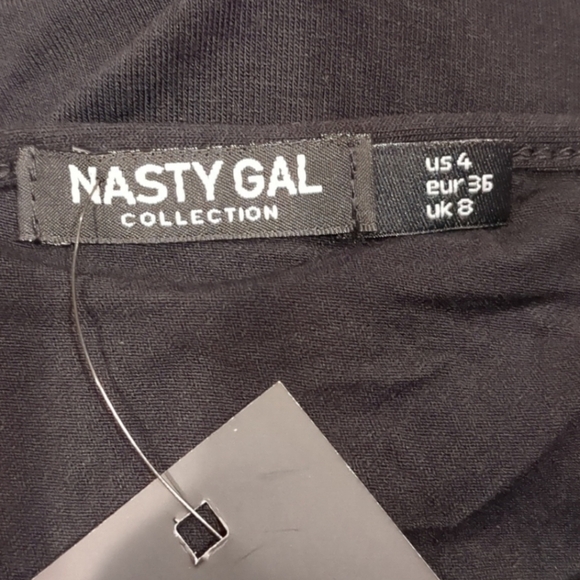 NASTY GAL
COLLECTION
us 4
eur 36
uk 8